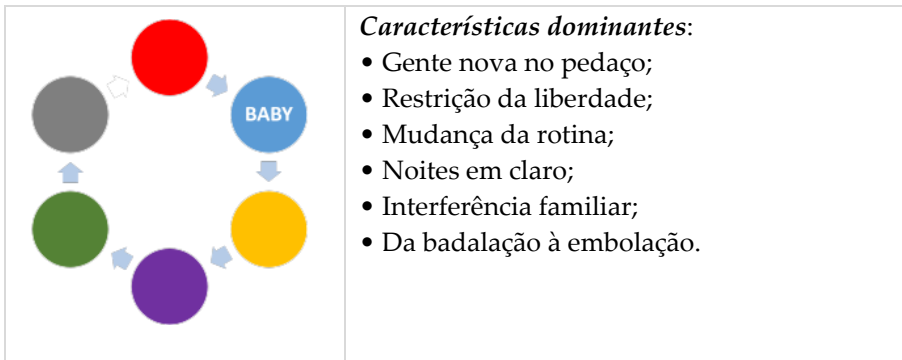 BABY
Características dominantes:
• Gente nova no pedaço;
• Restrição da liberdade;
• Mudança da rotina;
• Noites em claro;
• Interferência familiar;
• Da badalação à embolação.